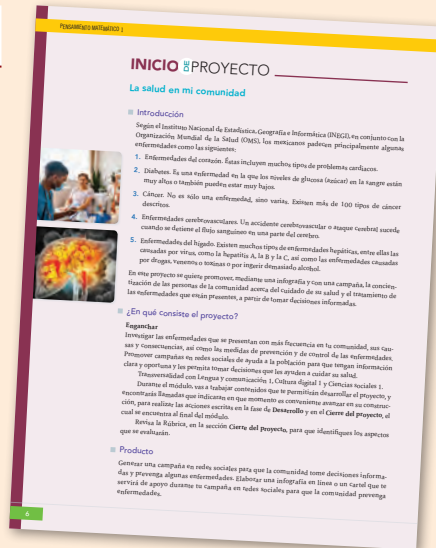 PENSAMIENTO MATEMÁTICO I
INICIO DE PROYECTO
La salud en mi comunidad
Introducción
Según el Instituto Nacional de Estadística, Geografía e Informática (INEGI), en conjunto con la
Organización Mundial de la Salud (OMS), los mexicanos padecen principalmente algunas
enfermedades como las siguientes:
1. Enfermedades del corazón. Éstas incluyen muchos tipos de problemas cardiacos.
2. Diabetes. Es una enfermedad en la que los niveles de glucosa (azúcar) en la sangre están
muy altos o también pueden estar muy bajos.
3. Cáncer. No es sólo una enfermedad, sino varias. Existen más de 100 tipos de cáncer
descritos.
4. Enfermedades cerebrovasculares. Un accidente cerebrovascular o ataque cerebral sucede
cuando se detiene el flujo sanguíneo en una parte del cerebro.
5. Enfermedades del hígado. Existen muchos tipos de enfermedades hepáticas, entre ellas las
causadas por virus, como la hepatitis A, la B y la C, así como las enfermedades causadas
por drogas, venenos o toxinas o por ingerir demasiado alcohol.
En este proyecto se quiere promover, mediante una infografía y con una campaña, la concien-
tización de las personas de la comunidad acerca del cuidado de su salud y el tratamiento de
las enfermedades que están presentes, a partir de tomar decisiones informadas.
¿En qué consiste el proyecto?
Enganchar
Investigar las enfermedades que se presentan con más frecuencia en tu comunidad, sus cau-
sas y consecuencias, así como las medidas de prevención y de control de las enfermedades.
Promover campañas en redes sociales de ayuda a la población para que tengan información
clara y oportuna y les permita tomar decisiones que les ayuden a cuidar su salud.
Transversalidad con Lengua y comunicación 1, Cultura digital 1 y Ciencias sociales 1.
Durante el módulo, vas a trabajar contenidos que te permitirán desarrollar el proyecto, y
encontrarás llamadas que indicarán en que momento es conveniente avanzar en su construc-
ción, para realizar las acciones escritas en la fase de Desarrollo y en el Cierre del proyecto, el
cual se encuentra al final del módulo.
Revisa la Rúbrica, en la sección Cierre del proyecto, para que identifiques los aspectos
que se evaluarán.
Producto
Generar una campaña en redes sociales para que la comunidad tome decisiones informa-
das y prevenga algunas enfermedades. Elaborar una infografía en línea o un cartel que te
servirá de apoyo durante tu campaña en redes sociales para que la comunidad prevenga
enfermedades.
6